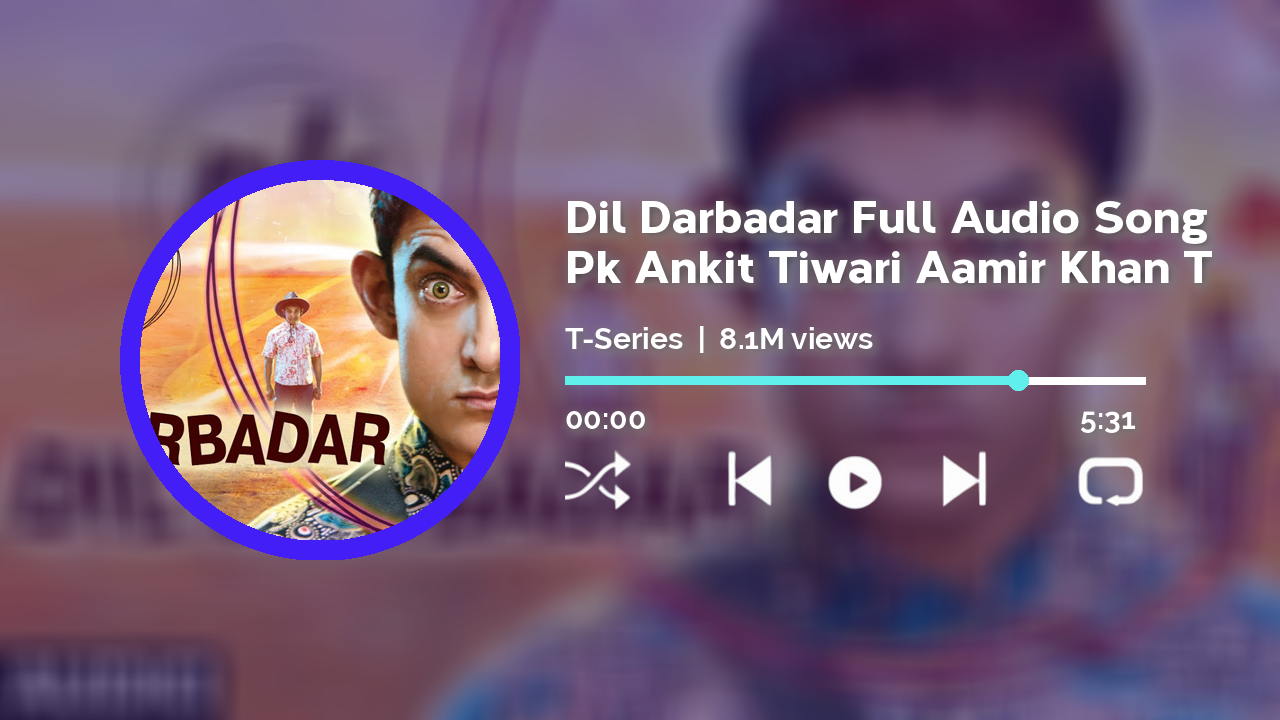 Dil Darbadar Full Audio Song
Pk Ankit Tiwari Aamir Khan T
T-Series | 8.1M views
00:00
5:31
RBADAR